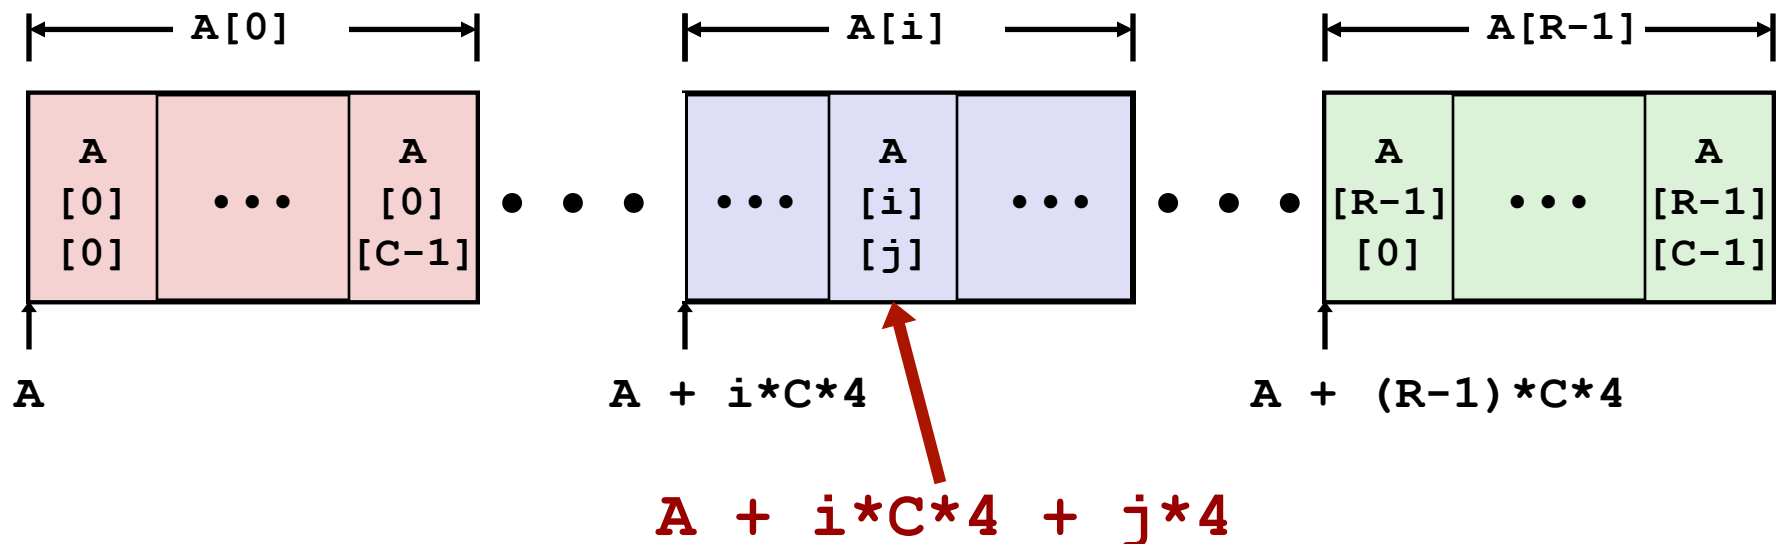 A[0] A[i] A[R-1]
A A A A A
[0] ••• [0] • • • ••• [i] ••• • • • [R-1] ••• [R-1]
[0] [C-1] [j] [0] [C-1]
A A + i*C*4 A + (R-1)*C*4
A + i*C*4 + j*4